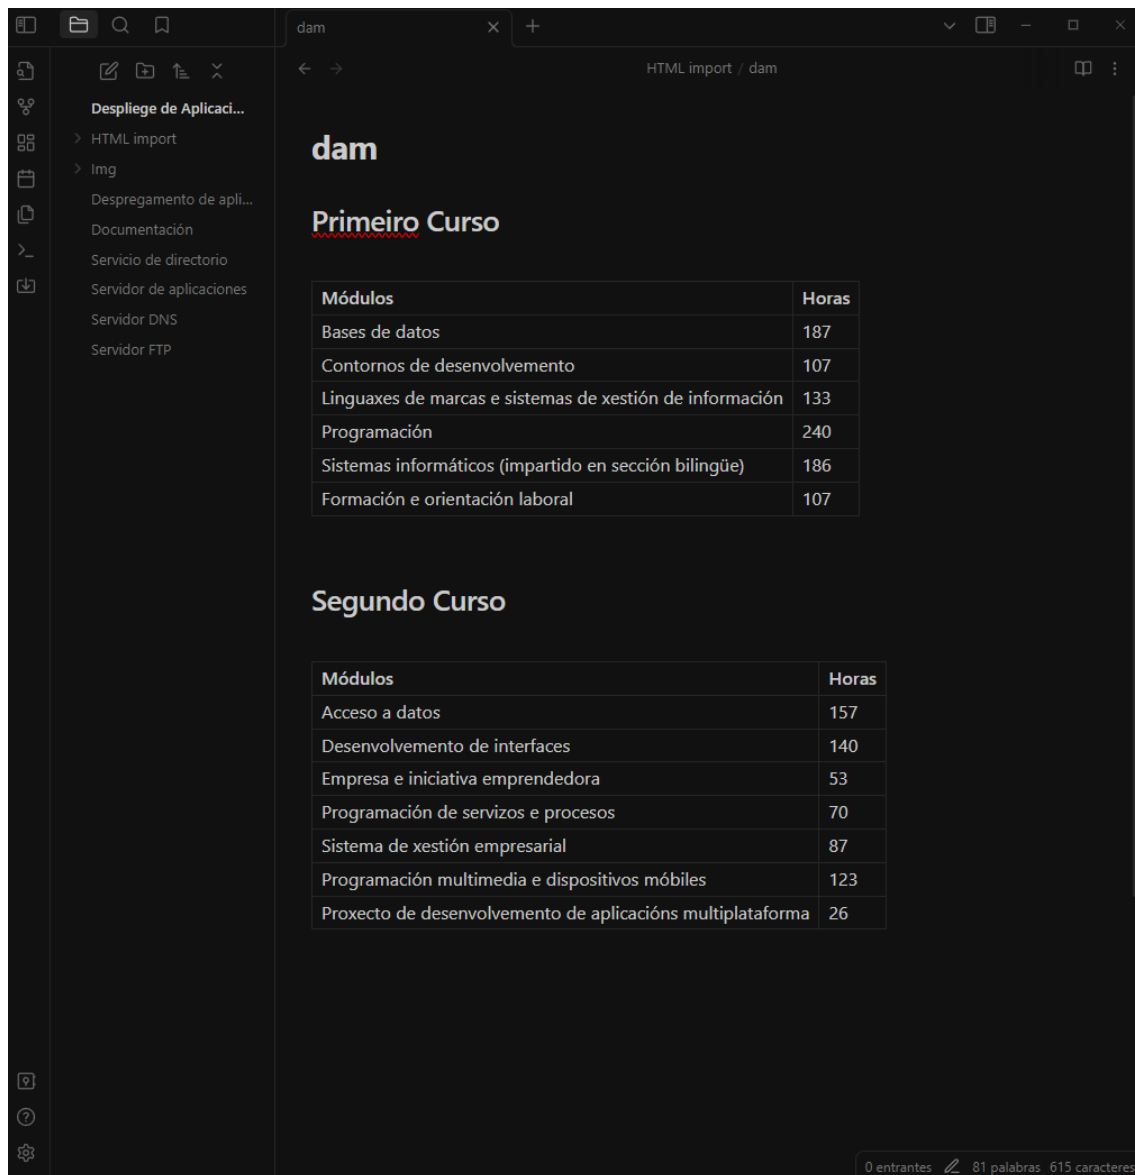 dam
HTML import / dam
Despliege de Aplicaci...
HTML import
Img
Despregamento de apli...
Documentación
Servicio de directorio
Servidor de aplicaciones
Servidor DNS
Servidor FTP
dam
Primeiro Curso
Módulos Horas
Bases de datos 187
Contornos de desenvolvemento 107
Linguaxes de marcas e sistemas de xestión de información 133
Programación 240
Sistemas informáticos (impartido en sección bilingüe) 186
Formación e orientación laboral 107
Segundo Curso
Módulos Horas
Acceso a datos 157
Desenvolvemento de interfaces 140
Empresa e iniciativa emprendedora 53
Programación de servizos e procesos 70
Sistema de xestión empresarial 87
Programación multimedia e dispositivos móbiles 123
Proxecto de desenvolvemento de aplicacións multiplataforma 26
0 entrantes 81 palabras 615 caracteres